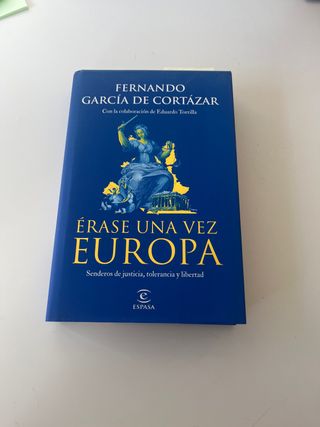 FERNANDO
GARCÍA DE CORTÁZAR
Con la colaboración de Eduardo Torrilla
ÉRASE UNA VEZ
EUROPA
Senderos de justicia, tolerancia y libertad
e
ESPASA